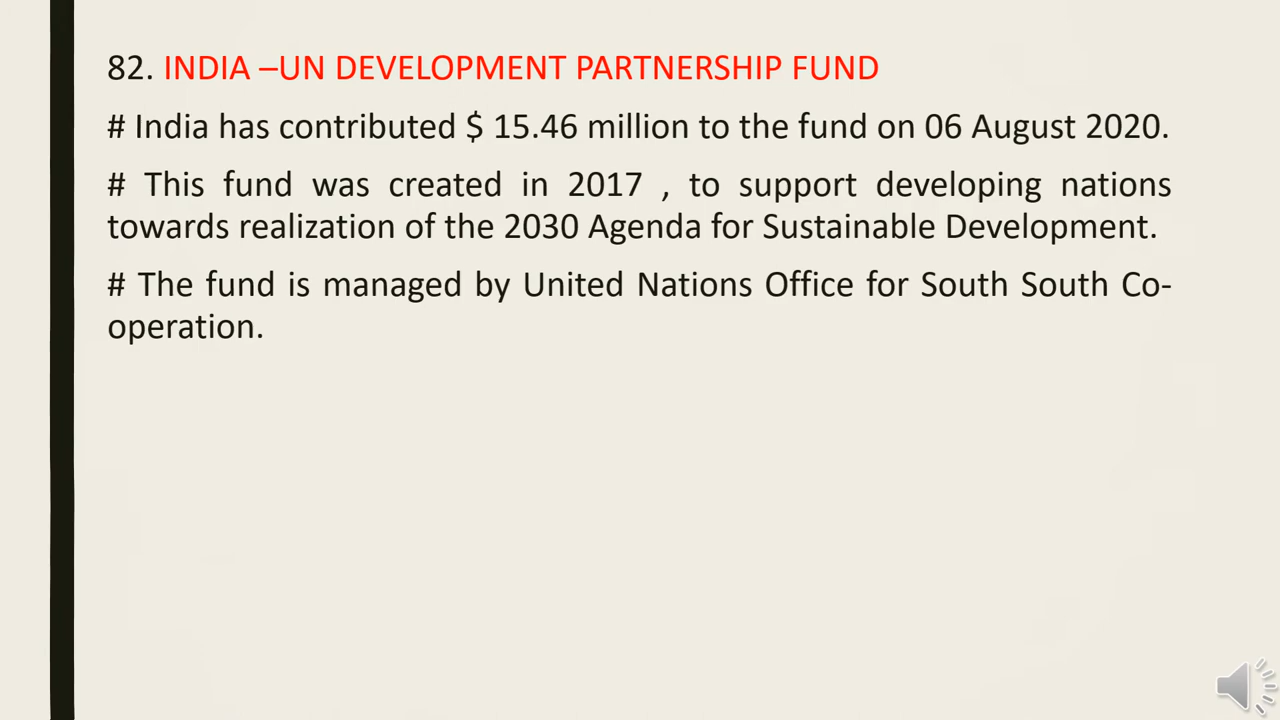 82. INDIA –UN DEVELOPMENT PARTNERSHIP FUND
# India has contributed $ 15.46 million to the fund on 06 August 2020.
# This fund was created in 2017 , to support developing nations
towards realization of the 2030 Agenda for Sustainable Development.
# The fund is managed by United Nations Office for South South Co-
operation.